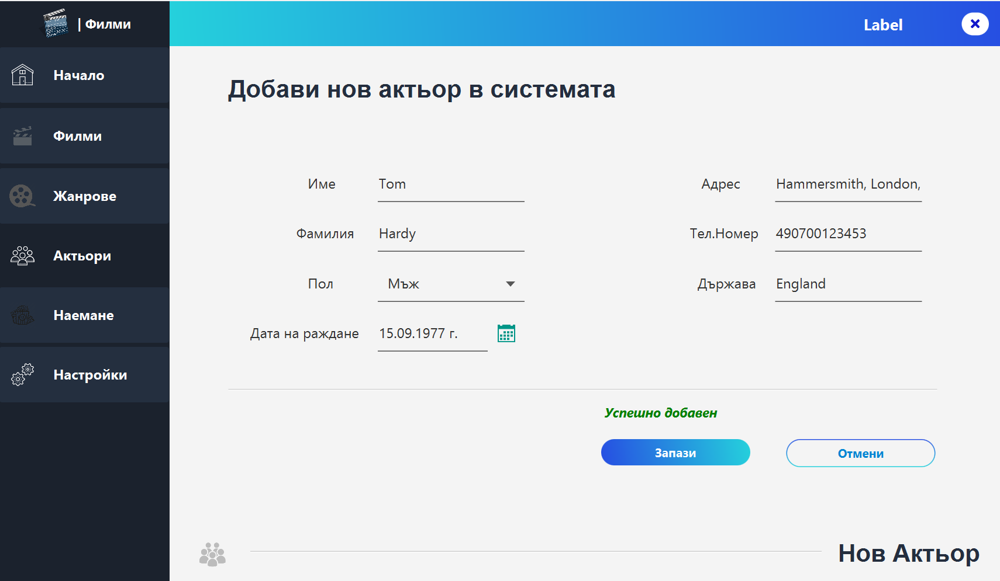 | Филми
Label
Начало
Филми
Жанрове
Актьори
Наемане
Настройки
Добави нов актьор в системата
Име Tom
Адрес Hammersmith, London,
Фамилия Hardy
Тел.Номер 490700123453
Пол Мъж
Държава England
Дата на раждане 15.09.1977 г.
Успешно добавен
Запази
Отмени
Нов Актьор